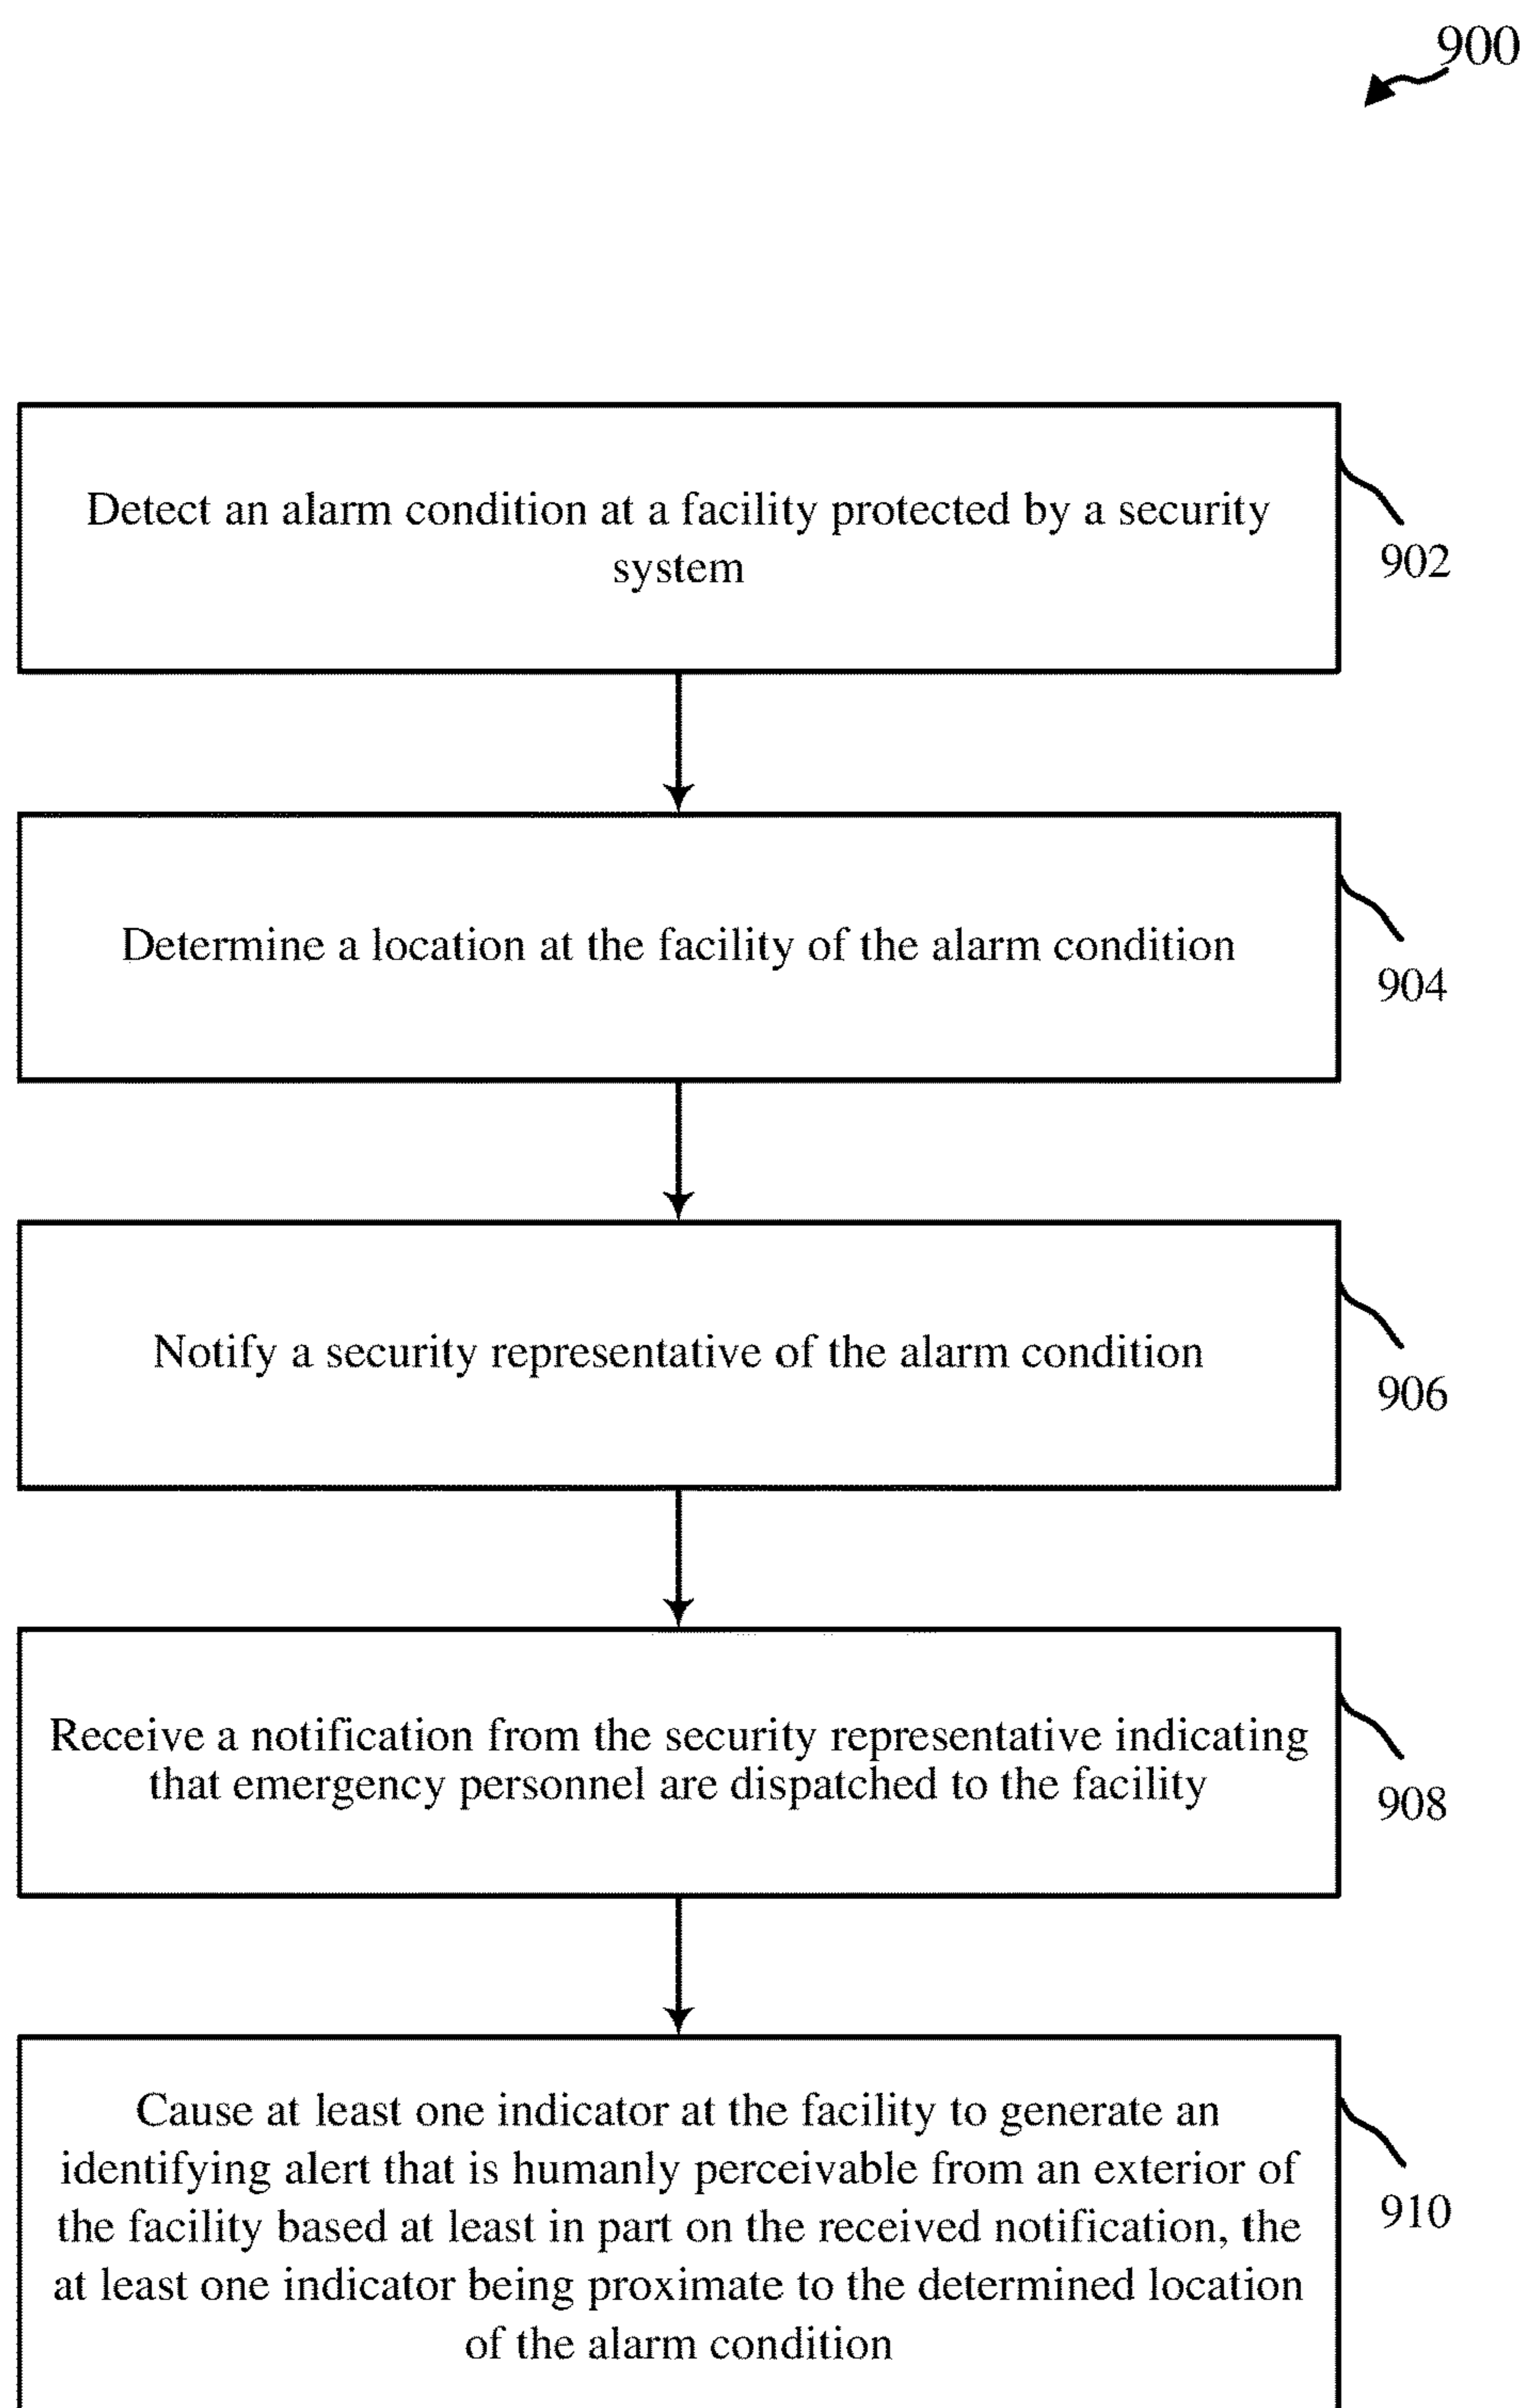 900
Detect an alarm condition at a facility protected by a security
system
902
Determine a location at the facility of the alarm condition
904
Notify a security representative of the alarm condition
906
Receive a notification from the security representative indicating
that emergency personnel are dispatched to the facility
908
Cause at least one indicator at the facility to generate an
identifying alert that is humanly perceivable from an exterior of
the facility based at least in part on the received notification, the
at least one indicator being proximate to the determined location
of the alarm condition
910